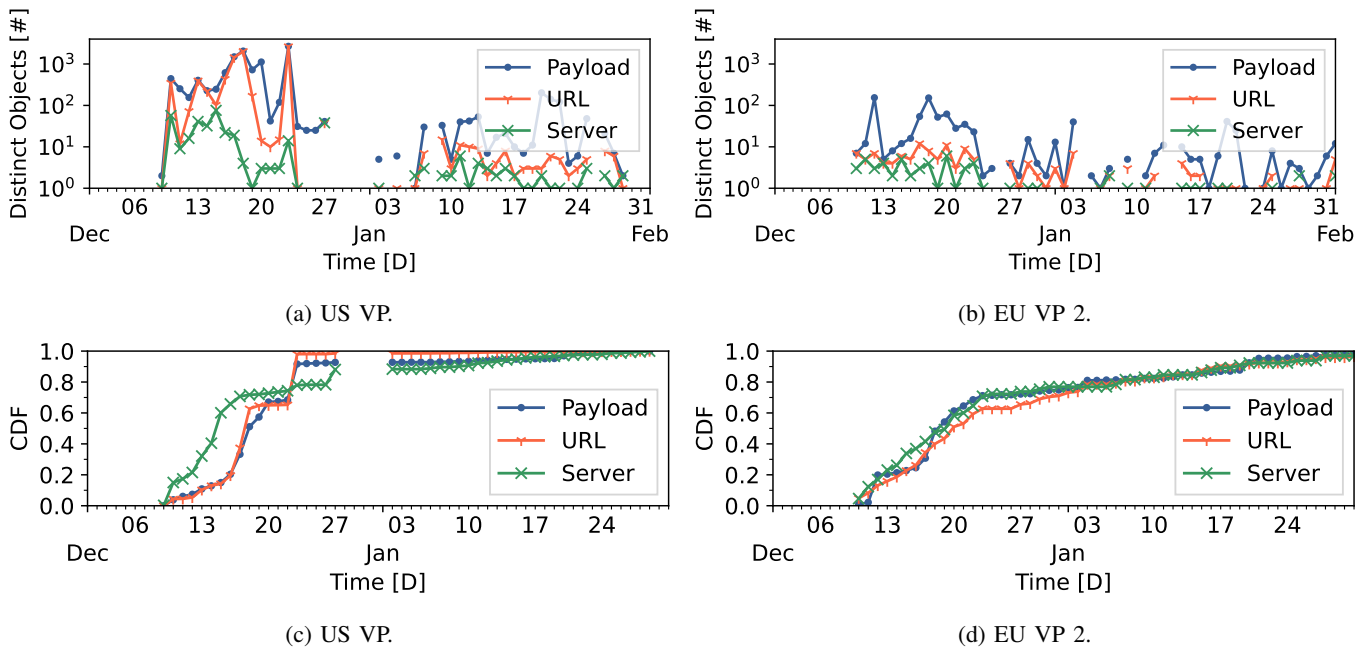 Distinct Objects [#]
10³
10²
10¹
10⁰
Payload
URL
Server
06 13 20 27 03 10 17 24 31
Dec Jan Feb
Time [D]
(a) US VP.
Distinct Objects [#]
10³
10²
10¹
10⁰
Payload
URL
Server
06 13 20 27 03 10 17 24 31
Dec Jan Feb
Time [D]
(b) EU VP 2.
CDF
1.0
0.8
0.6
0.4
0.2
0.0
Payload
URL
Server
06 13 20 27 03 10 17 24
Dec Jan
Time [D]
(c) US VP.
CDF
1.0
0.8
0.6
0.4
0.2
0.0
Payload
URL
Server
06 13 20 27 03 10 17 24
Dec Jan
Time [D]
(d) EU VP 2.